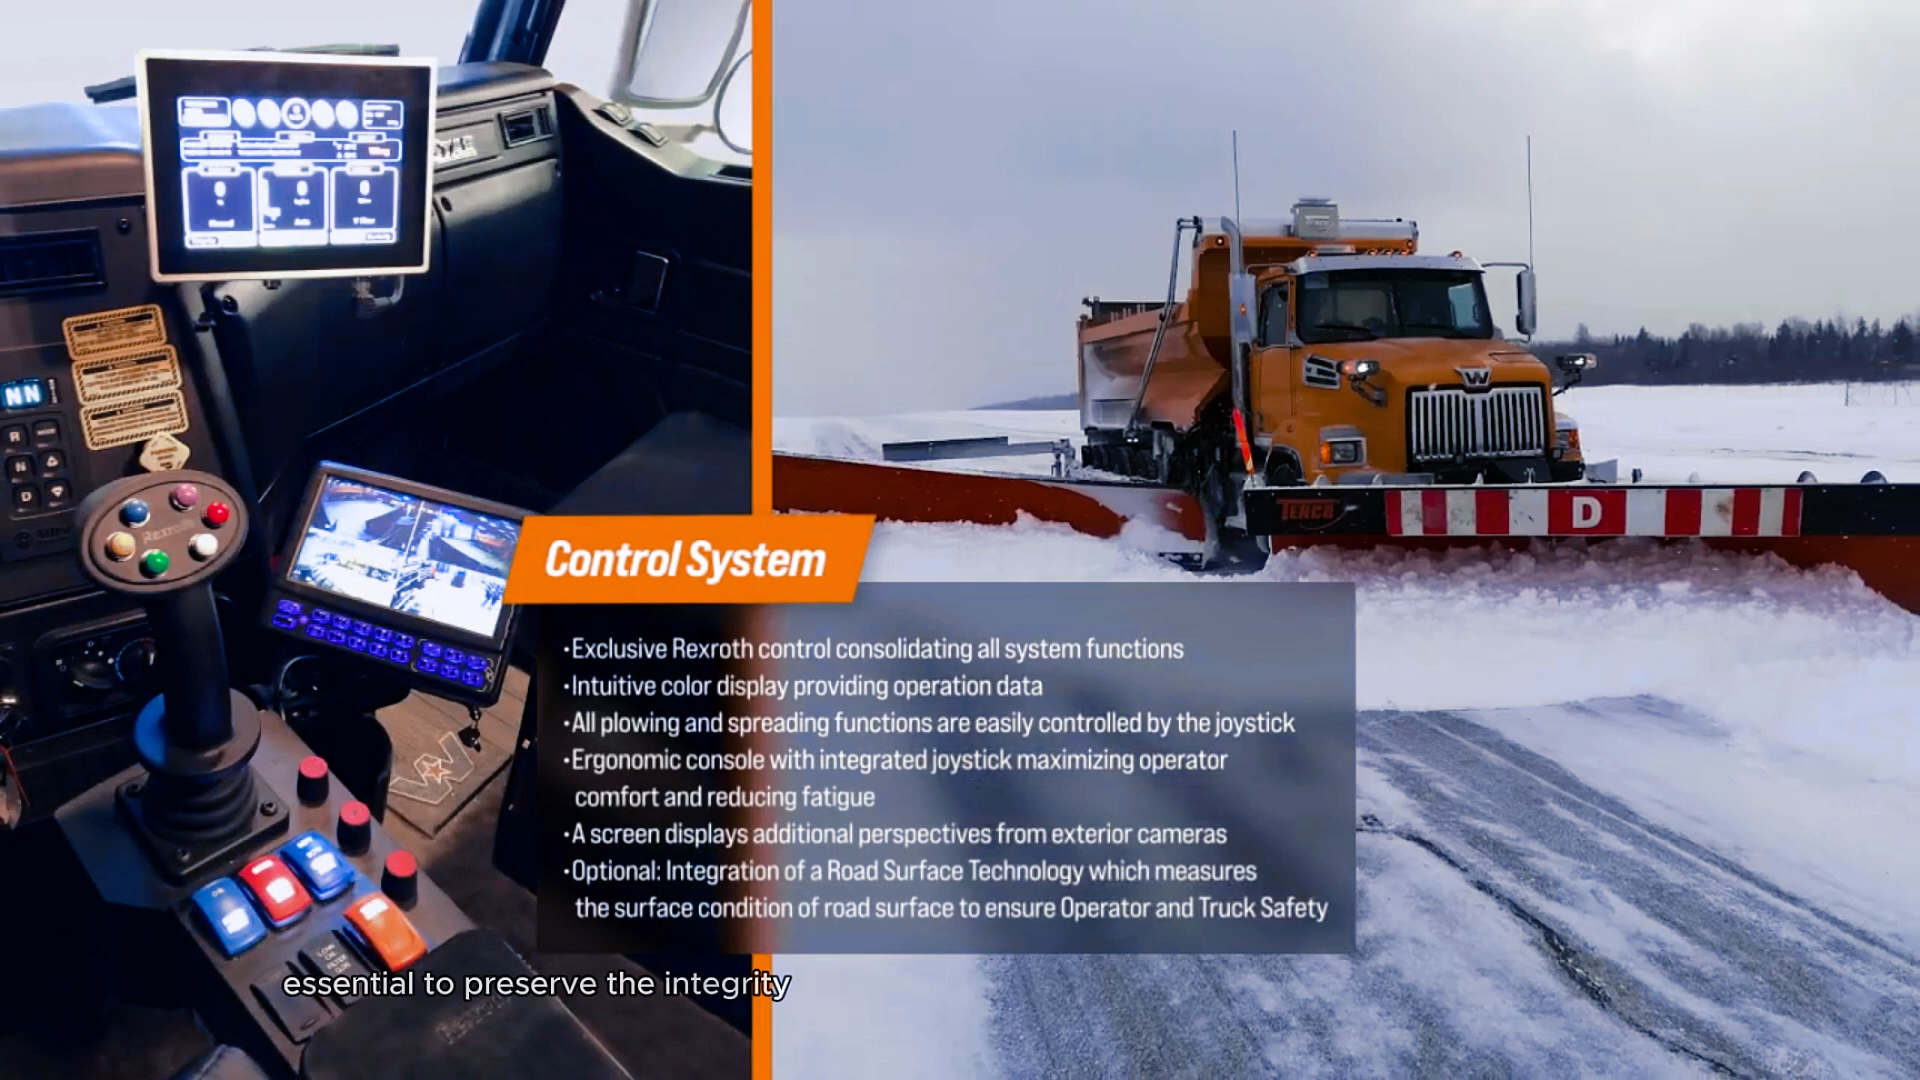 N N
R
MODE
N
D
Rexroth
Control System
TENCO
D
·Exclusive Rexroth control consolidating all system functions
·Intuitive color display providing operation data
·All plowing and spreading functions are easily controlled by the joystick
·Ergonomic console with integrated joystick maximizing operator
comfort and reducing fatigue
·A screen displays additional perspectives from exterior cameras
·Optional: Integration of a Road Surface Technology which measures
the surface condition of road surface to ensure Operator and Truck Safety
essential to preserve the integrity